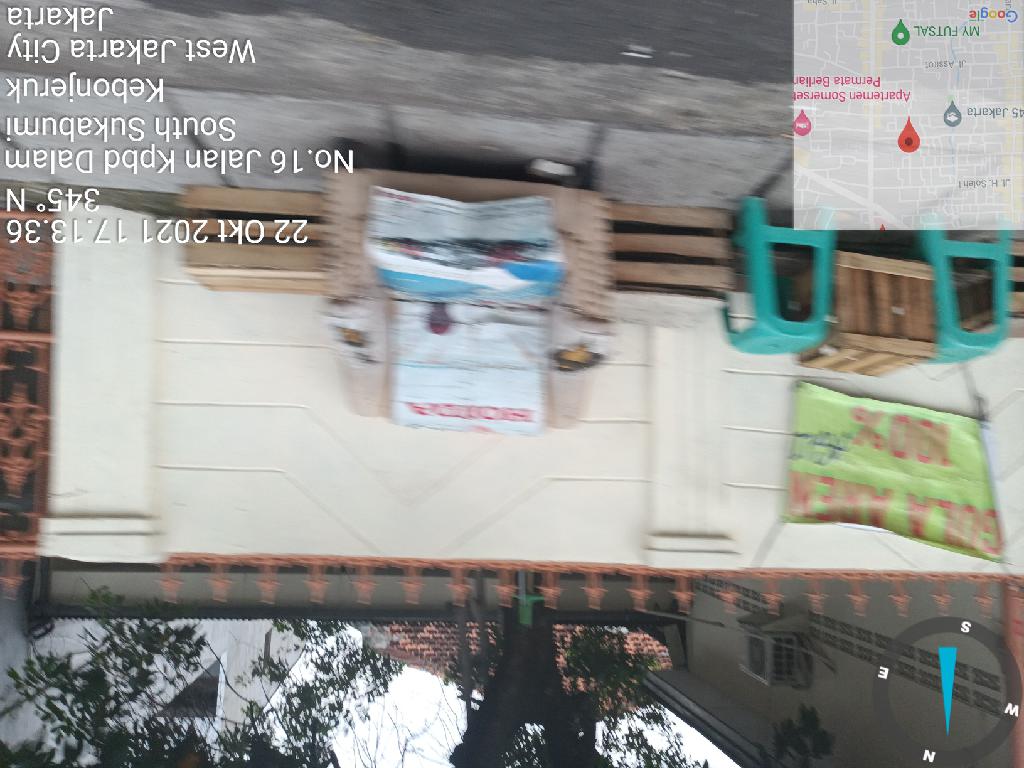 N
W
E
S
GULA AREN
100%
HONDA
22 Okt 2021 17.13.36
345° N
No.16 Jalan Kpbd Dalam
South Sukabumi
Kebonjeruk
West Jakarta City
Jakarta
Jl. H. Soleh I
45 Jakarta
Apartemen Somerset
Permata Berlian
Jl. Assirot
MY FUTSAL
Google